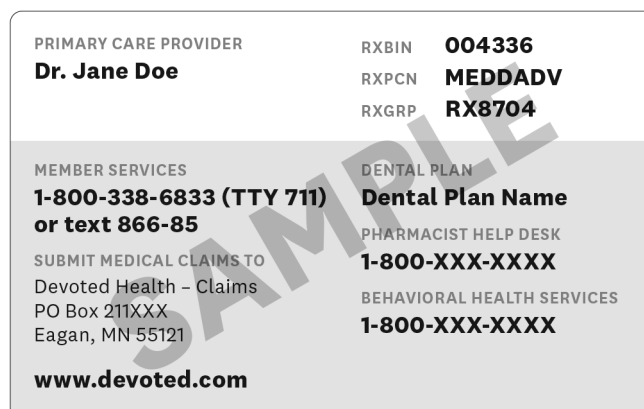 PRIMARY CARE PROVIDER
Dr. Jane Doe
RXBIN 004336
RXPCN MEDDADV
RXGRP RX8704
MEMBER SERVICES
1-800-338-6833 (TTY 711)
or text 866-85
SUBMIT MEDICAL CLAIMS TO
Devoted Health – Claims
PO Box 211XXX
Eagan, MN 55121
www.devoted.com
DENTAL PLAN
Dental Plan Name
PHARMACIST HELP DESK
1-800-XXX-XXXX
BEHAVIORAL HEALTH SERVICES
1-800-XXX-XXXX
SAMPLE